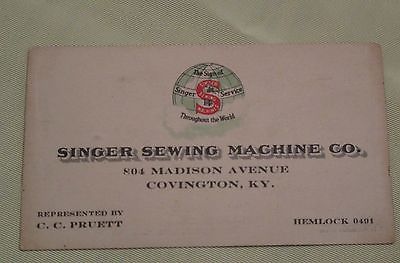 The Sign of
Singer Service
Throughout the World
SINGER SEWING MACHINE CO.
804 MADISON AVENUE
COVINGTON, KY.
REPRESENTED BY
C. C. PRUETT
HEMLOCK 0491